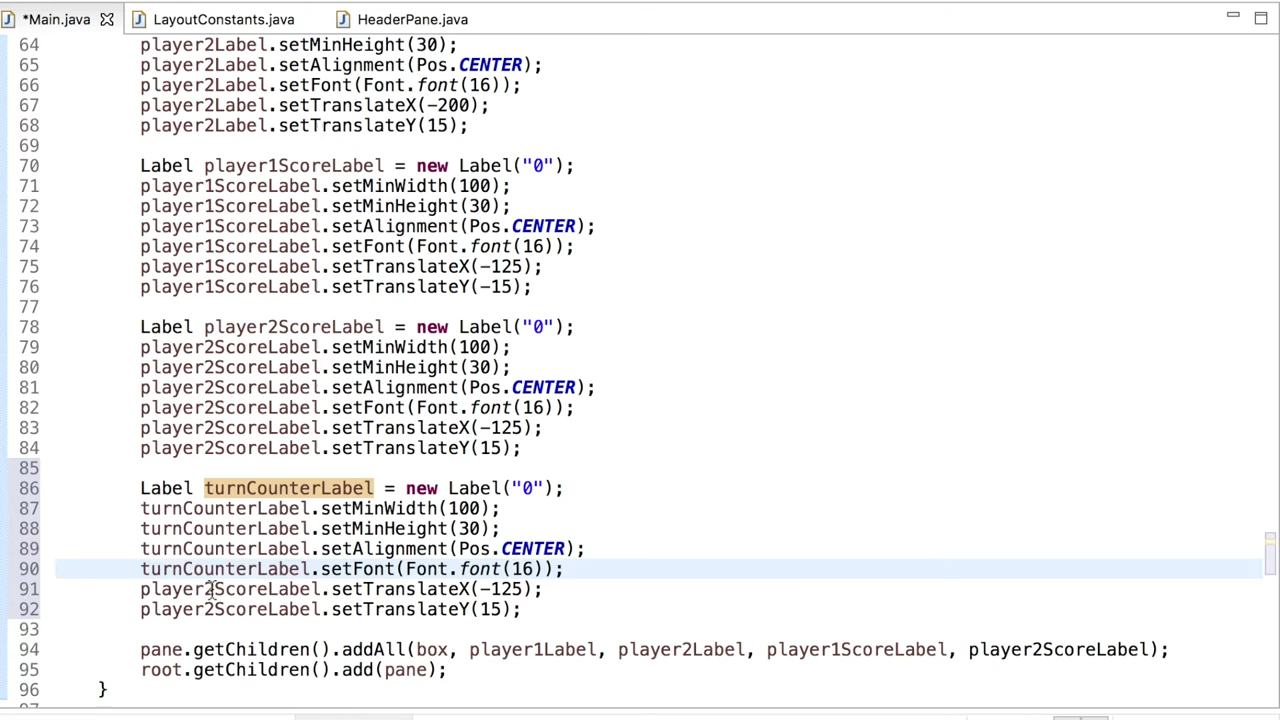 *Main.java LayoutConstants.java HeaderPane.java
64 player2Label.setMinHeight(30);
65 player2Label.setAlignment(Pos.CENTER);
66 player2Label.setFont(Font.font(16));
67 player2Label.setTranslateX(-200);
68 player2Label.setTranslateY(15);
69
70 Label player1ScoreLabel = new Label("0");
71 player1ScoreLabel.setMinWidth(100);
72 player1ScoreLabel.setMinHeight(30);
73 player1ScoreLabel.setAlignment(Pos.CENTER);
74 player1ScoreLabel.setFont(Font.font(16));
75 player1ScoreLabel.setTranslateX(-125);
76 player1ScoreLabel.setTranslateY(-15);
77
78 Label player2ScoreLabel = new Label("0");
79 player2ScoreLabel.setMinWidth(100);
80 player2ScoreLabel.setMinHeight(30);
81 player2ScoreLabel.setAlignment(Pos.CENTER);
82 player2ScoreLabel.setFont(Font.font(16));
83 player2ScoreLabel.setTranslateX(-125);
84 player2ScoreLabel.setTranslateY(15);
85
86 Label turnCounterLabel = new Label("0");
87 turnCounterLabel.setMinWidth(100);
88 turnCounterLabel.setMinHeight(30);
89 turnCounterLabel.setAlignment(Pos.CENTER);
90 turnCounterLabel.setFont(Font.font(16));
91 player2ScoreLabel.setTranslateX(-125);
92 player2ScoreLabel.setTranslateY(15);
93
94 pane.getChildren().addAll(box, player1Label, player2Label, player1ScoreLabel, player2ScoreLabel);
95 root.getChildren().add(pane);
96 }